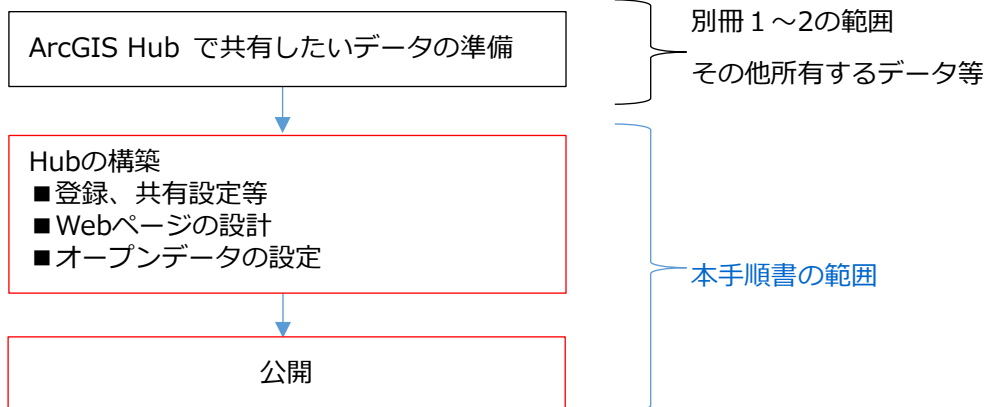 ArcGIS Hub で共有したいデータの準備
別冊１～2の範囲
その他所有するデータ等
Hubの構築
■登録、共有設定等
■Webページの設計
■オープンデータの設定
本手順書の範囲
公開